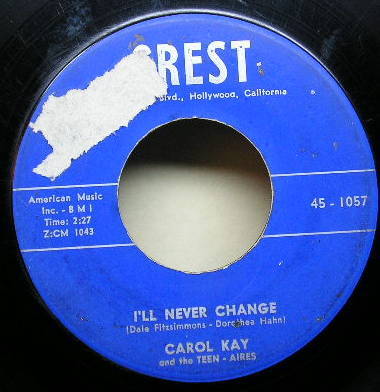 CREST
Blvd., Hollywood, California
American Music
Inc. - B M I
Time: 2:27
Z:CM 1043
45 - 1057
I'LL NEVER CHANGE
(Dale Fitzsimmons - Dorothea Hahn)
CAROL KAY
and the TEEN - AIRES